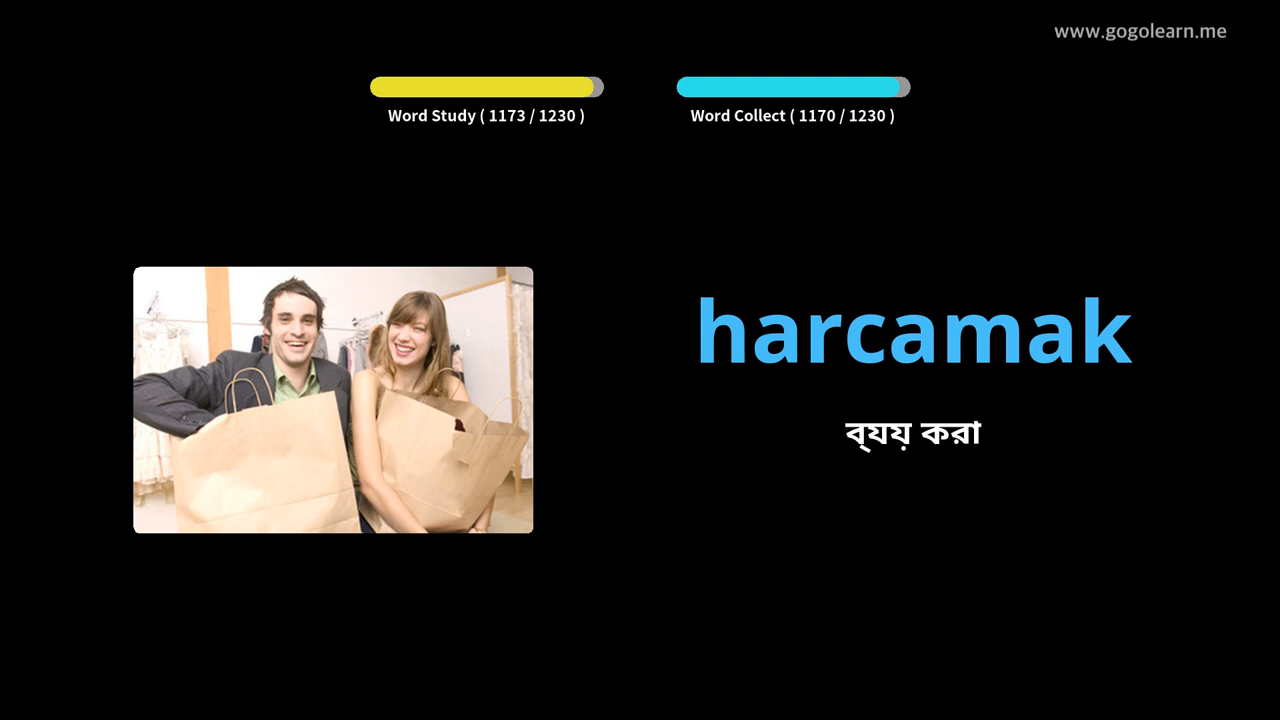 www.gogolearn.me
Word Study ( 1173 / 1230 )
Word Collect ( 1170 / 1230 )
harcamak
ব্যয় করা